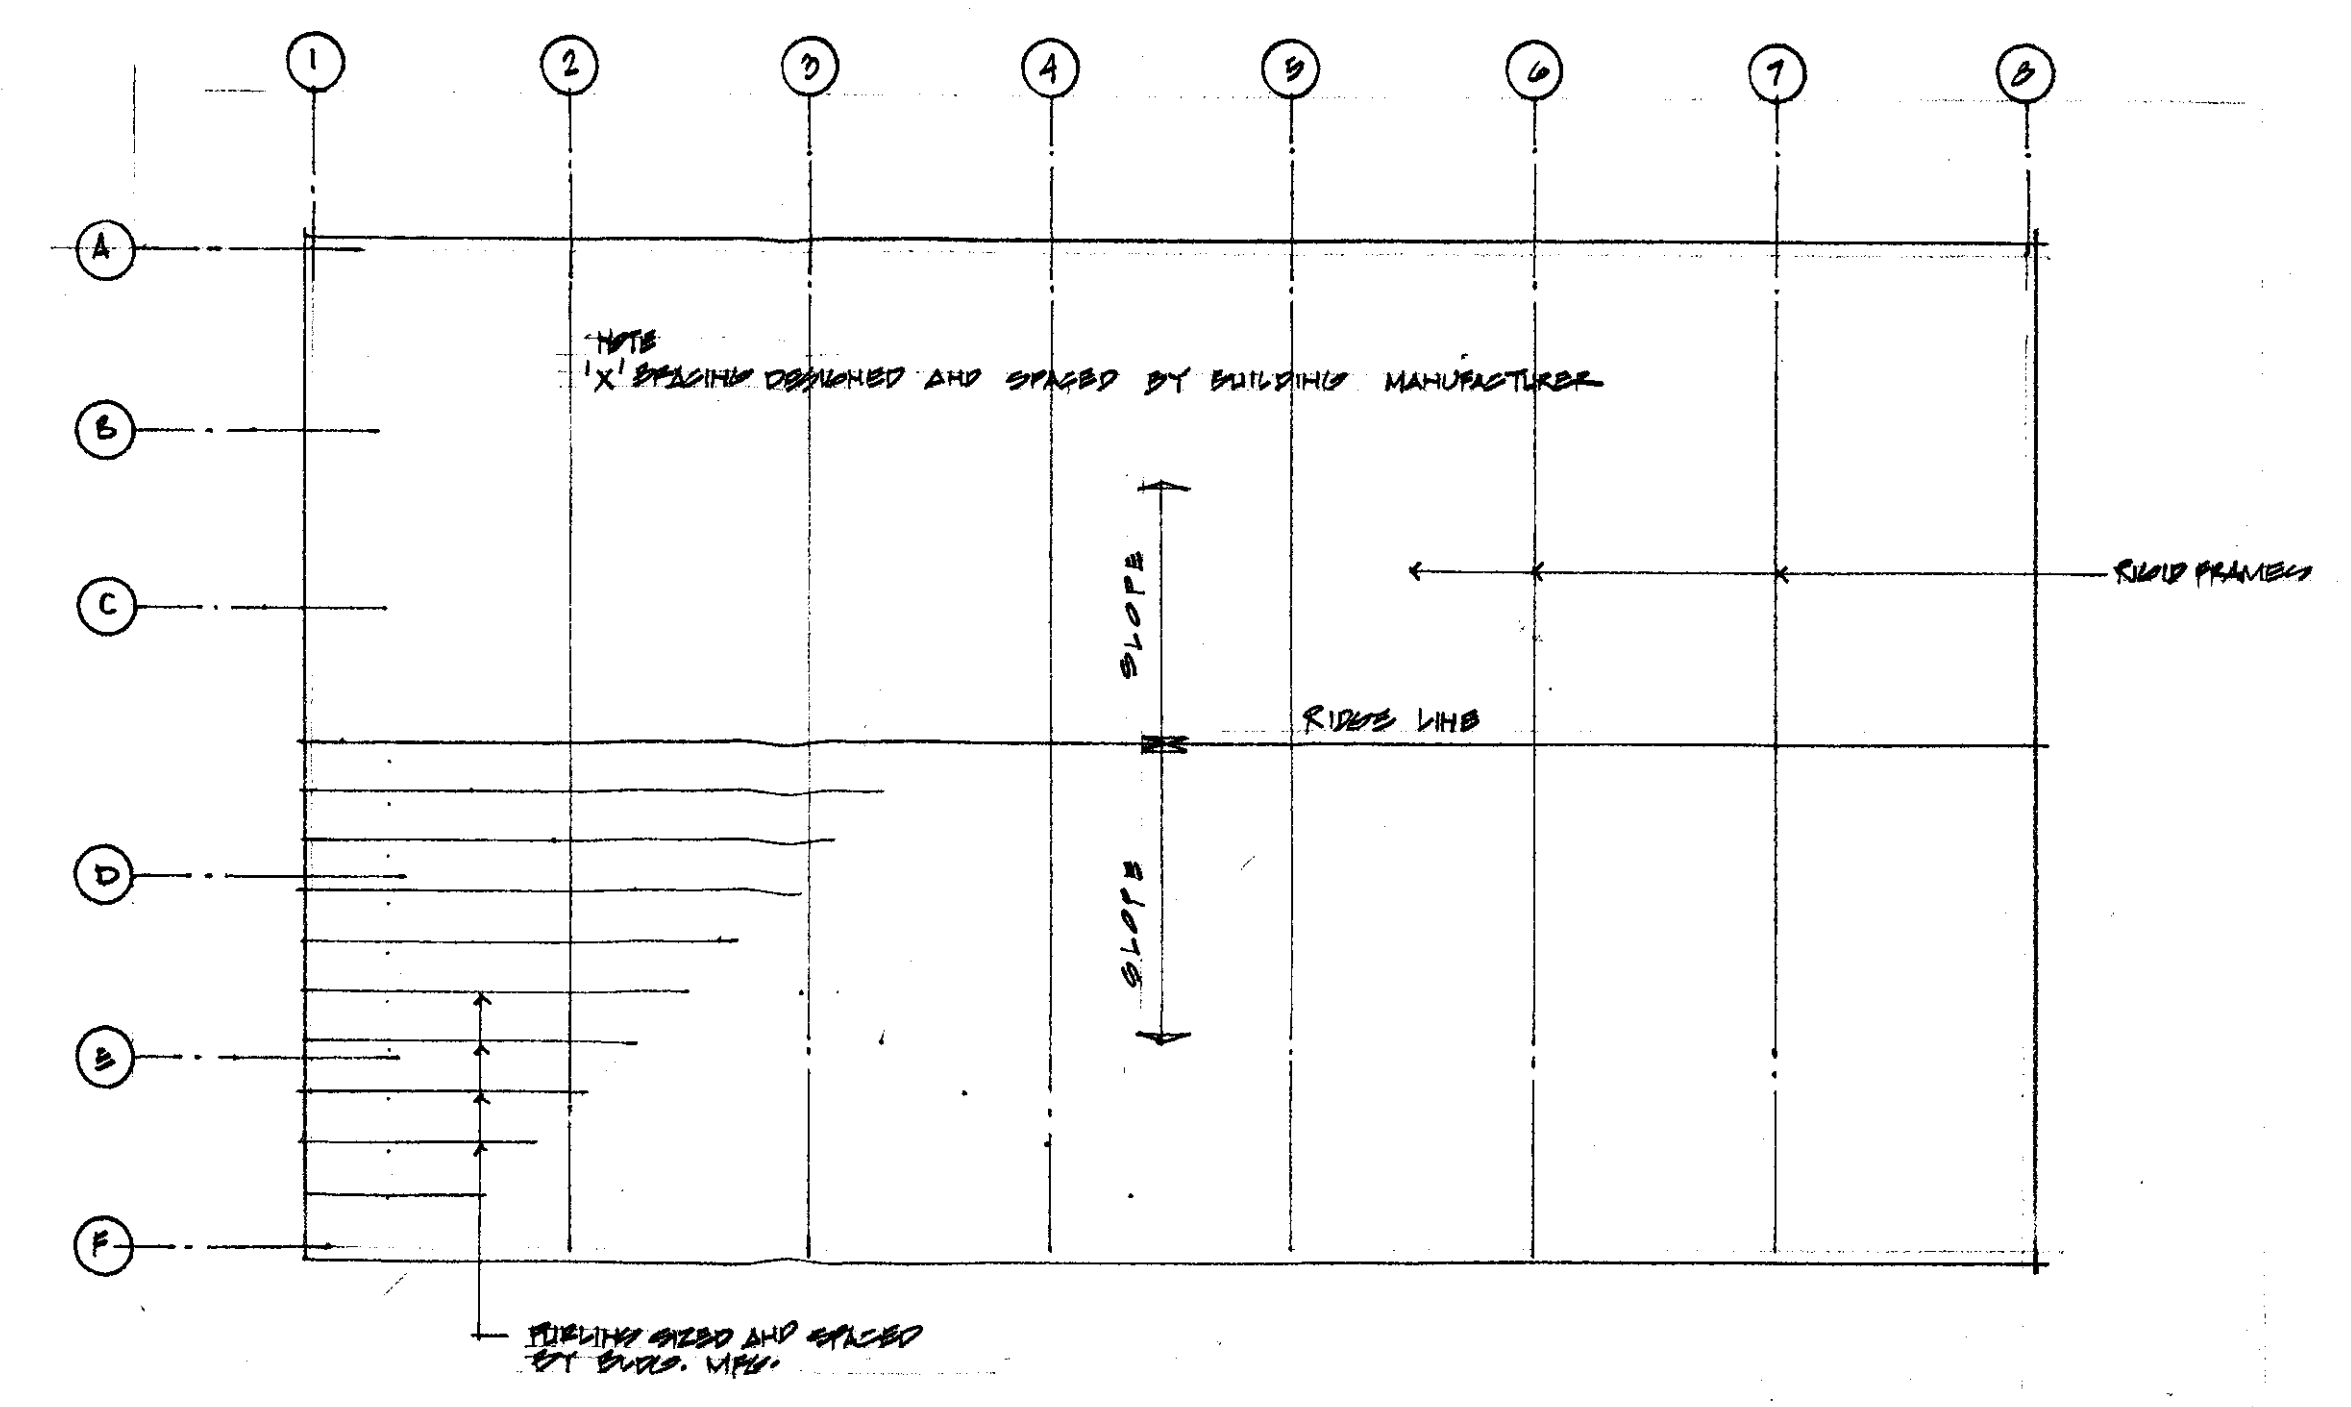 1 2 3 4 5 6 7 8
A
NOTE
'X' BRACING DESIGNED AND SPACED BY BUILDING MANUFACTURER
B
SLOPE
C
RIGID FRAMES
RIDGE LINE
D
SLOPE
E
F
PURLINS SIZED AND SPACED
BY BLDG. MFG.